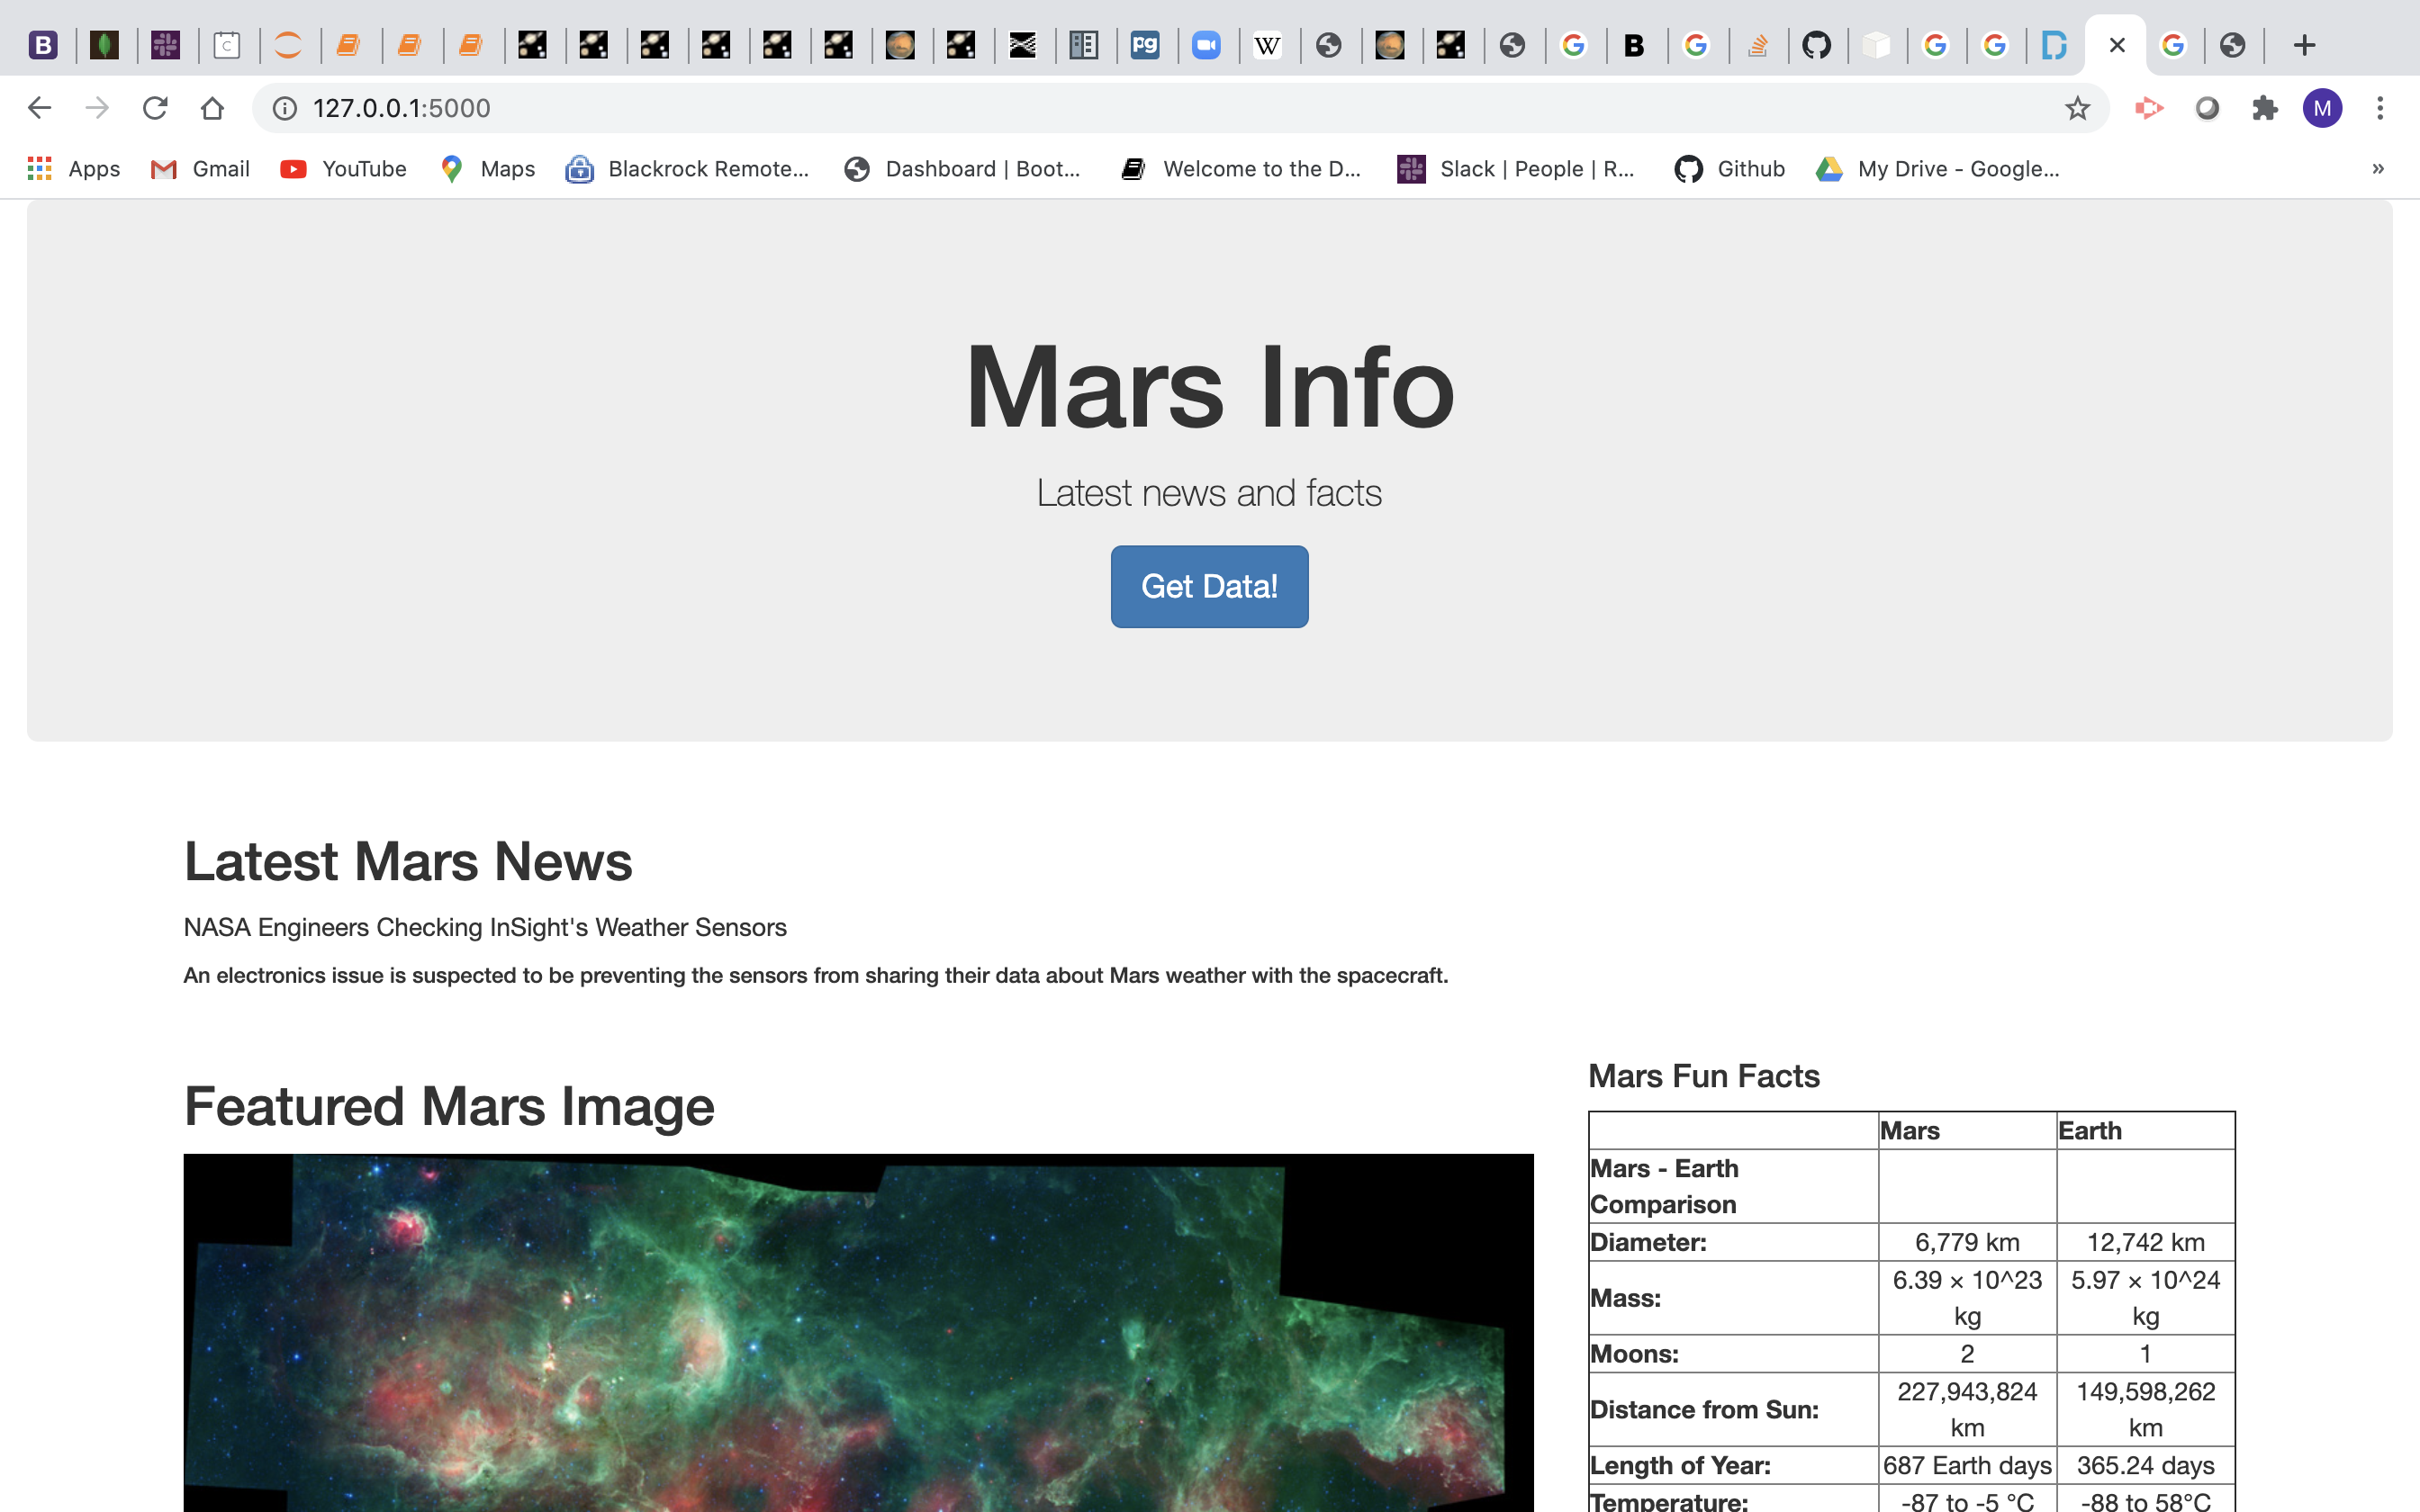 127.0.0.1:5000
Apps Gmail YouTube Maps Blackrock Remote... Dashboard | Boot... Welcome to the D... Slack | People | R... Github My Drive - Google... »
Mars Info
Latest news and facts
Get Data!
Latest Mars News
NASA Engineers Checking InSight's Weather Sensors
An electronics issue is suspected to be preventing the sensors from sharing their data about Mars weather with the spacecraft.
Featured Mars Image
Mars Fun Facts
Mars Earth
Mars - Earth
Comparison
Diameter: 6,779 km 12,742 km
Mass: 6.39 × 10^23 kg 5.97 × 10^24 kg
Moons: 2 1
Distance from Sun: 227,943,824 km 149,598,262 km
Length of Year: 687 Earth days 365.24 days
Temperature: -87 to -5 °C -88 to 58°C